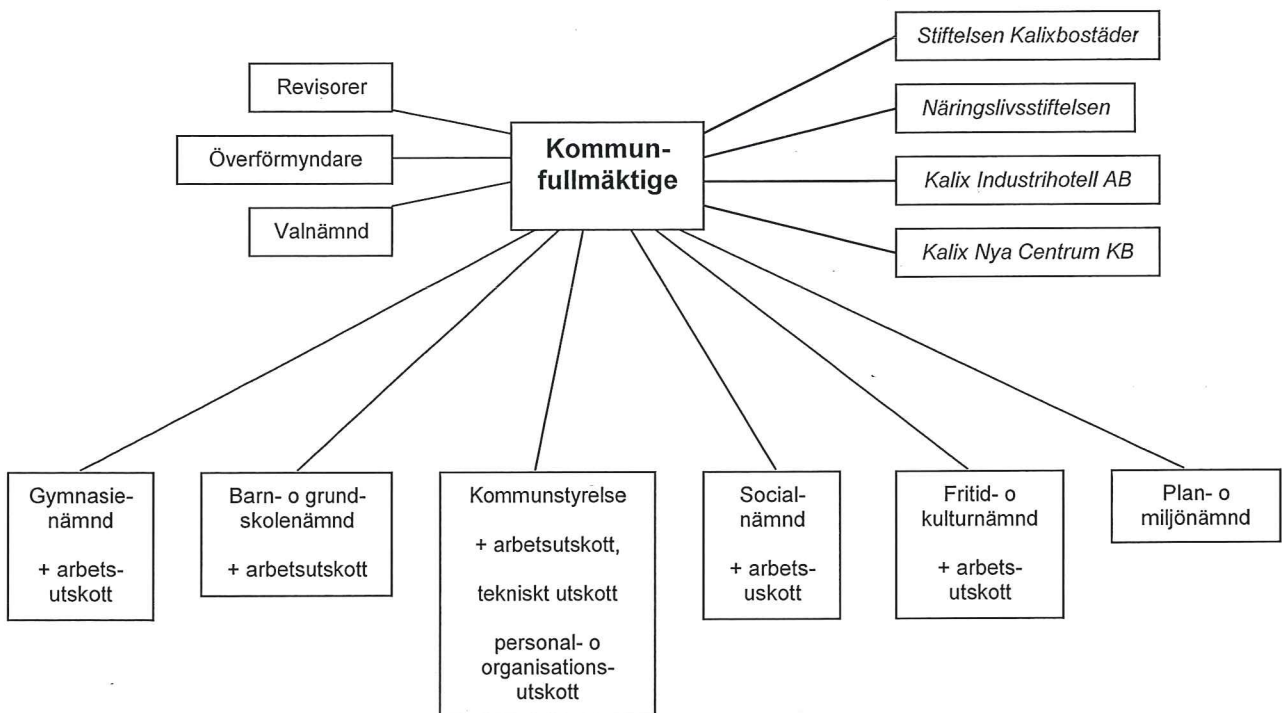 Revisorer
Överförmyndare
Valnämnd
Kommun-
fullmäktige
Stiftelsen Kalixbostäder
Näringslivsstiftelsen
Kalix Industrihotell AB
Kalix Nya Centrum KB
Gymnasie-
nämnd
+ arbets-
utskott
Barn- o grund-
skolenämnd
+ arbetsutskott
Kommunstyrelse
+ arbetsutskott,
tekniskt utskott
personal- o
organisations-
utskott
Social-
nämnd
+ arbets-
uskott
Fritid- o
kulturnämnd
+ arbets-
utskott
Plan- o
miljönämnd